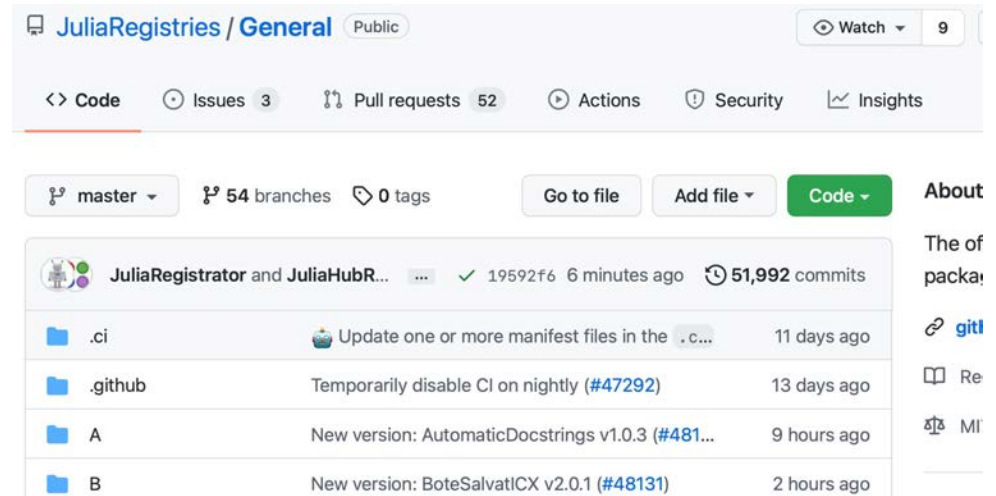 JuliaRegistries / General Public Watch 9
Code Issues 3 Pull requests 52 Actions Security Insights
master 54 branches 0 tags Go to file Add file Code About
JuliaRegistrator and JuliaHubR... ... 19592f6 6 minutes ago 51,992 commits
The of
packa
.ci Update one or more manifest files in the .c... 11 days ago
gith
.github Temporarily disable CI on nightly (#47292) 13 days ago
Re
A New version: AutomaticDocstrings v1.0.3 (#481... 9 hours ago
MI
B New version: BoteSalvatICX v2.0.1 (#48131) 2 hours ago